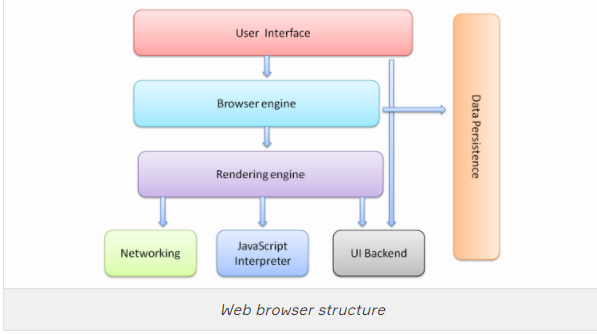 User Interface
Browser engine
Data Persistence
Rendering engine
Networking
JavaScript
Interpreter
UI Backend
Web browser structure